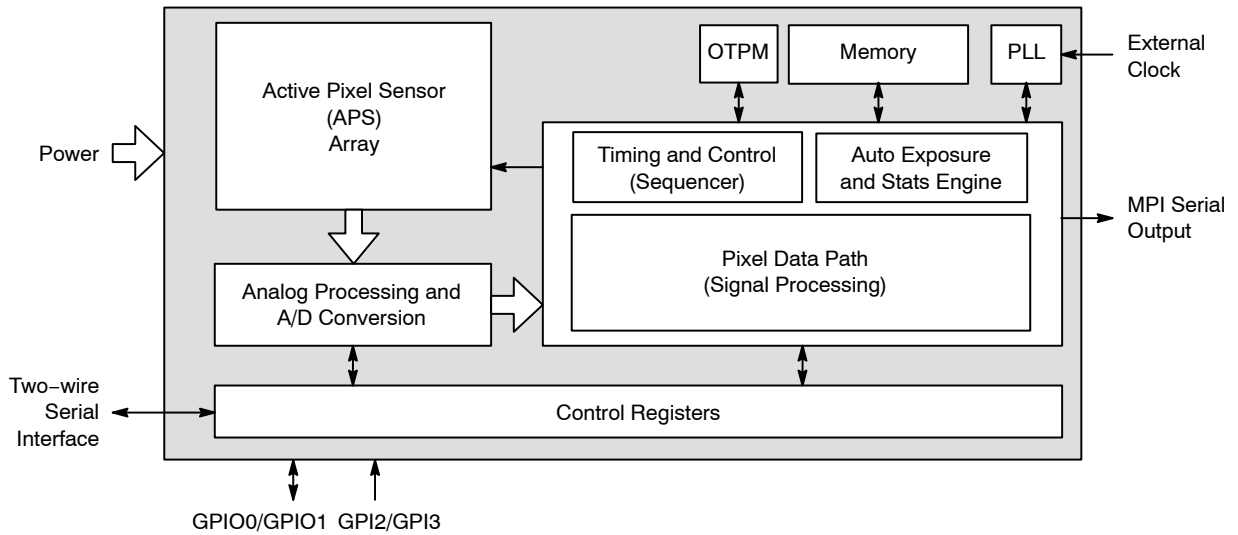 Active Pixel Sensor
(APS)
Array
OTPM
Memory
PLL
External
Clock
Power
Timing and Control
(Sequencer)
Auto Exposure
and Stats Engine
MPI Serial
Output
Pixel Data Path
(Signal Processing)
Analog Processing and
A/D Conversion
Two−wire
Serial
Interface
Control Registers
GPIO0/GPIO1
GPI2/GPI3